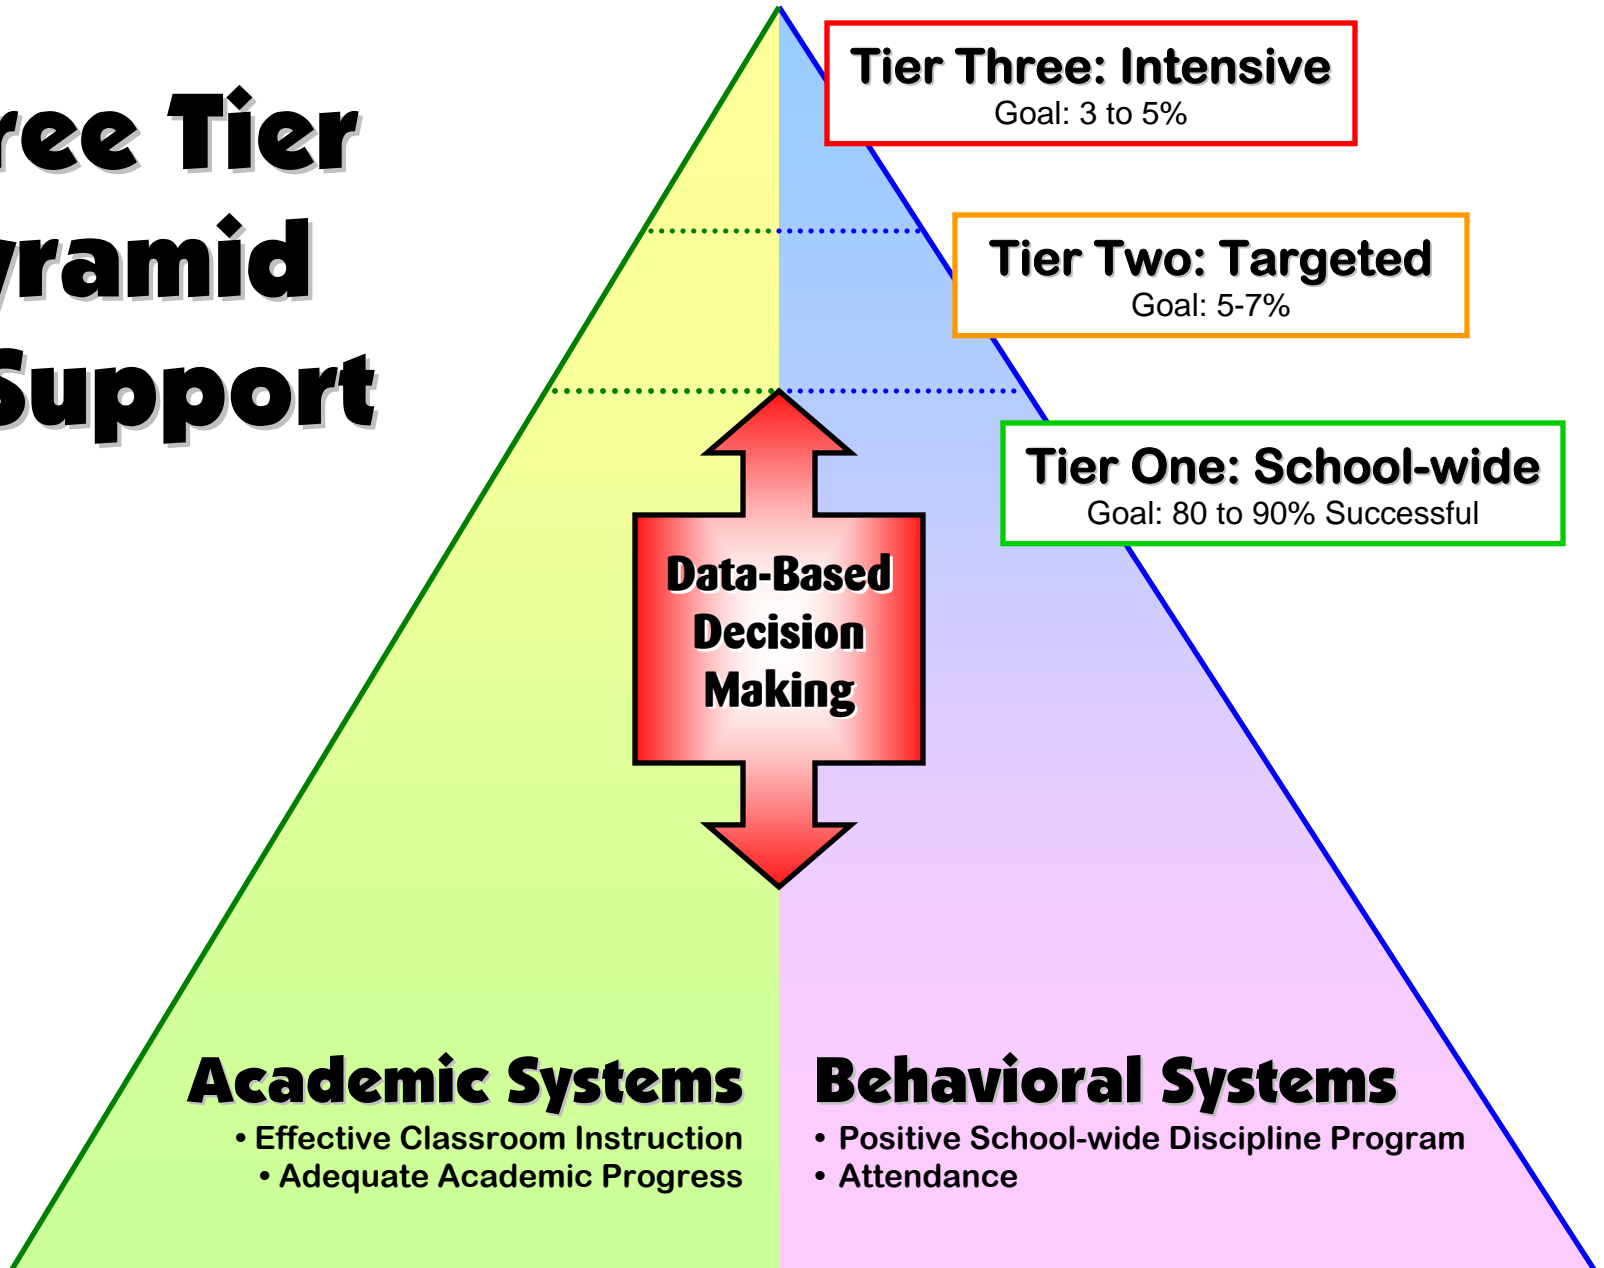 ree Tier
yramid
Support
Tier Three: Intensive
Goal: 3 to 5%
Tier Two: Targeted
Goal: 5-7%
Tier One: School-wide
Goal: 80 to 90% Successful
Data-Based
Decision
Making
Academic Systems
• Effective Classroom Instruction
• Adequate Academic Progress
Behavioral Systems
• Positive School-wide Discipline Program
• Attendance